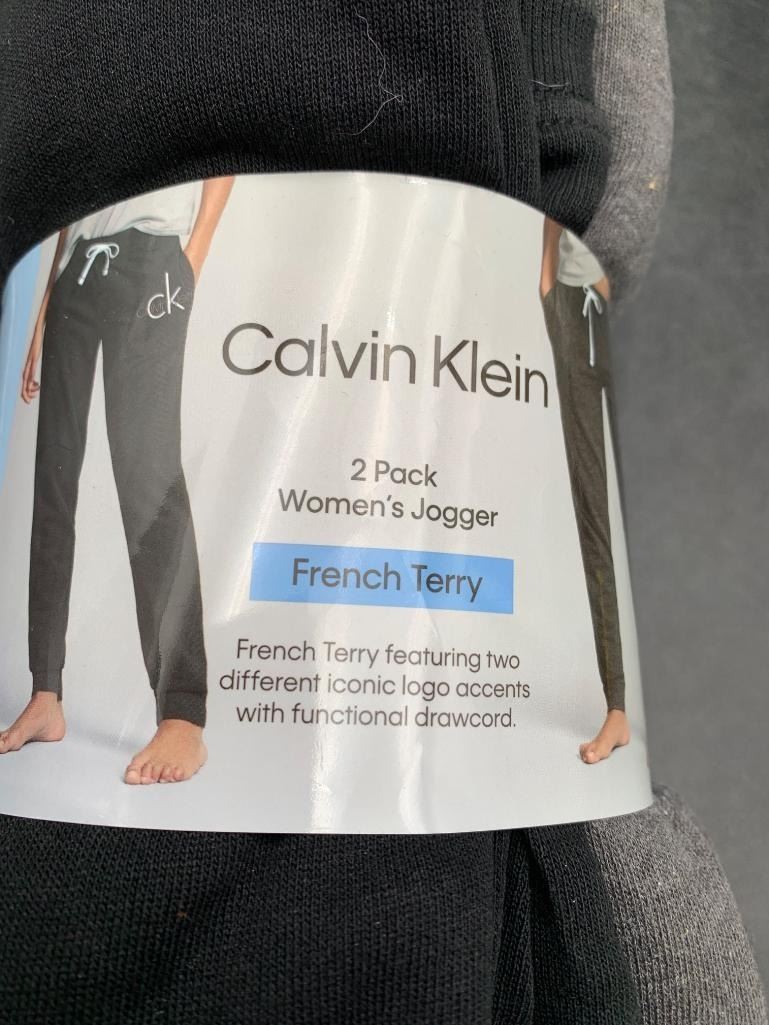 ck
Calvin Klein
2 Pack
Women's Jogger
French Terry
French Terry featuring two
different iconic logo accents
with functional drawcord.